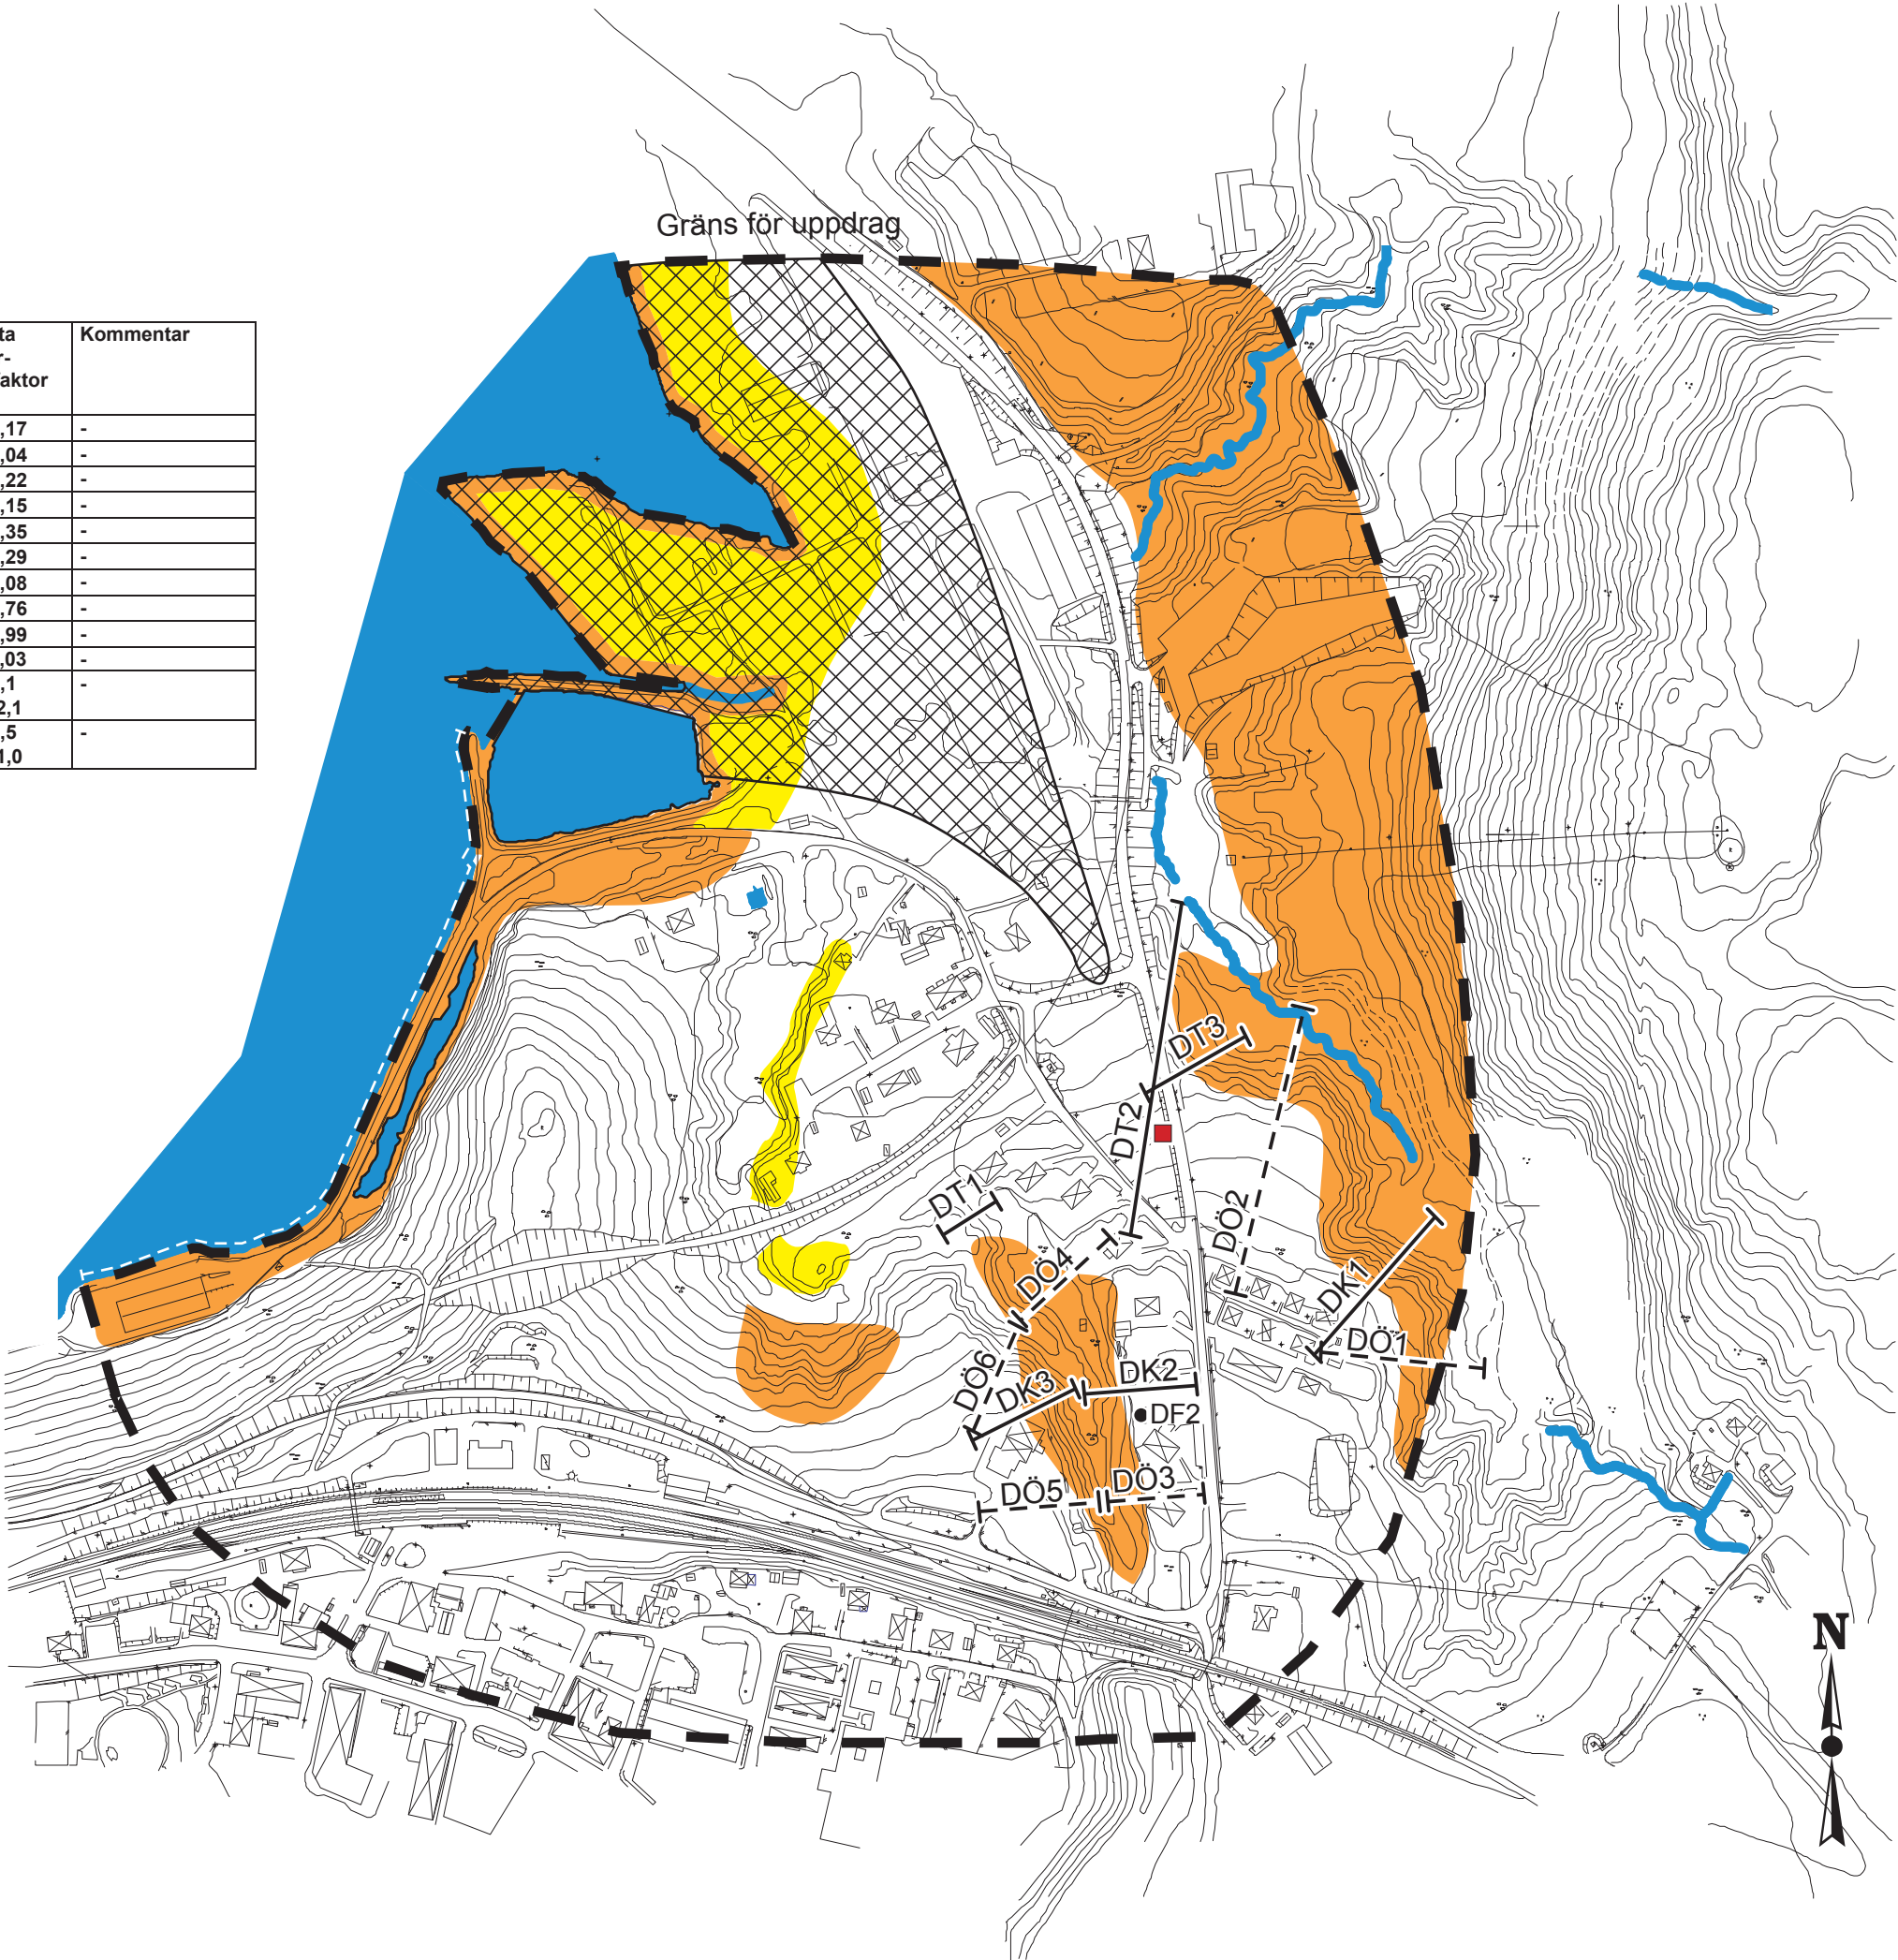 Gräns för uppdrag
ta
r-
aktor
Kommentar
,17 -
,04 -
,22 -
,15 -
,35 -
,29 -
,08 -
,76 -
,99 -
,03 -
,1 -
2,1
,5 -
1,0
DT3
DT2
DT1
DÖ2
DÖ4
DK1
DÖ1
DÖ6
DK3
DK2
DF2
DÖ5
DÖ3
N